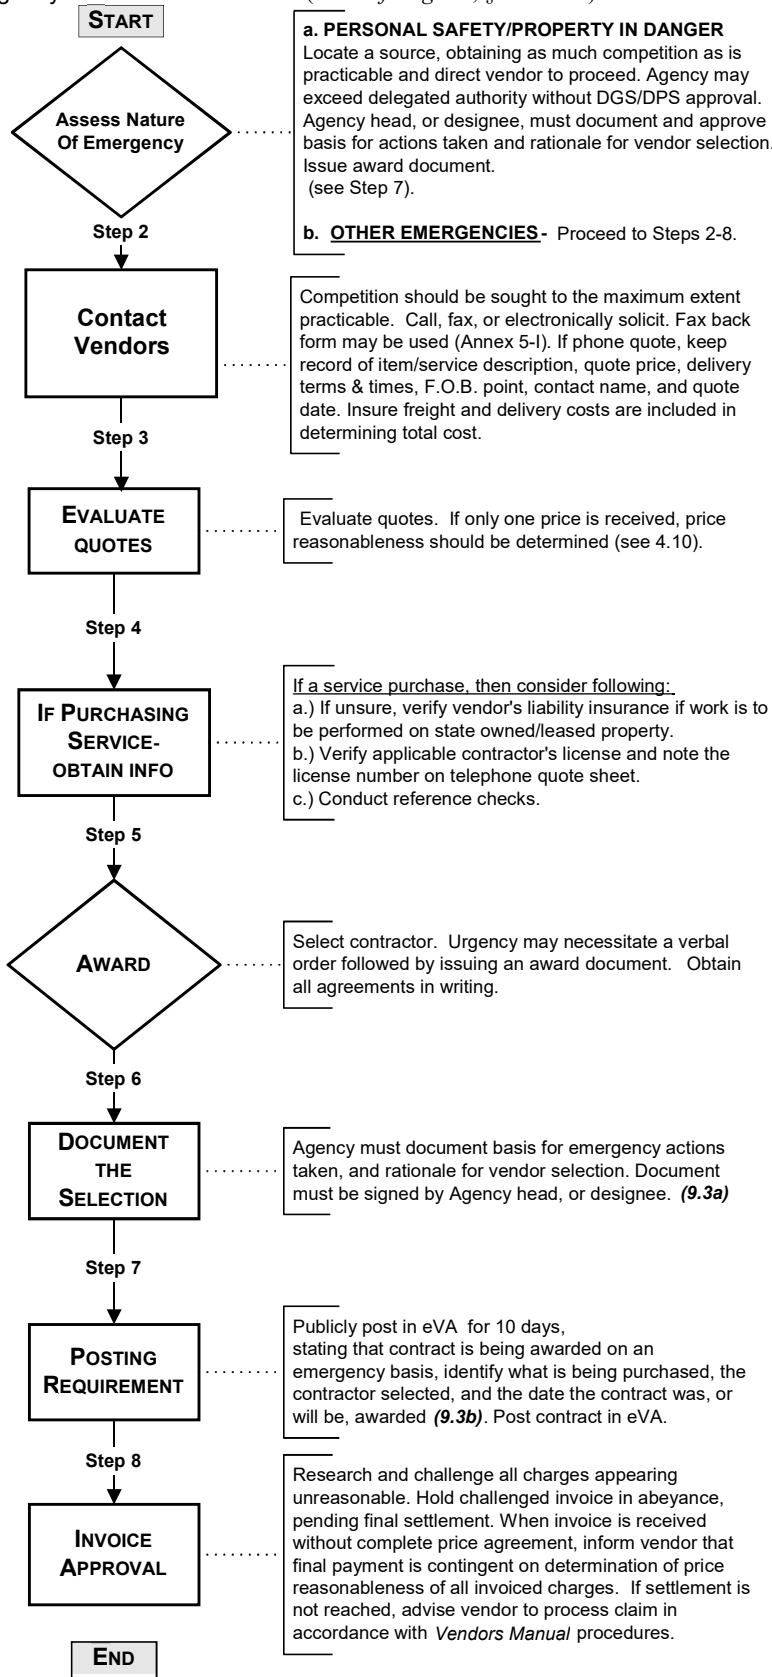 START
a. PERSONAL SAFETY/PROPERTY IN DANGER
Locate a source, obtaining as much competition as is
practicable and direct vendor to proceed. Agency may
exceed delegated authority without DGS/DPS approval.
Agency head, or designee, must document and approve
basis for actions taken and rationale for vendor selection.
Issue award document.
(see Step 7).
b. OTHER EMERGENCIES- Proceed to Steps 2-8.
Assess Nature
Of Emergency
Step 2
Contact
Vendors
Competition should be sought to the maximum extent
practicable. Call, fax, or electronically solicit. Fax back
form may be used (Annex 5-I). If phone quote, keep
record of item/service description, quote price, delivery
terms & times, F.O.B. point, contact name, and quote
date. Insure freight and delivery costs are included in
determining total cost.
Step 3
EVALUATE
QUOTES
Evaluate quotes. If only one price is received, price
reasonableness should be determined (see 4.10).
Step 4
IF PURCHASING
SERVICE-
OBTAIN INFO
If a service purchase, then consider following:
a.) If unsure, verify vendor's liability insurance if work is to
be performed on state owned/leased property.
b.) Verify applicable contractor's license and note the
license number on telephone quote sheet.
c.) Conduct reference checks.
Step 5
AWARD
Select contractor. Urgency may necessitate a verbal
order followed by issuing an award document. Obtain
all agreements in writing.
Step 6
DOCUMENT
THE
SELECTION
Agency must document basis for emergency actions
taken, and rationale for vendor selection. Document
must be signed by Agency head, or designee. (9.3a)
Step 7
POSTING
REQUIREMENT
Publicly post in eVA for 10 days,
stating that contract is being awarded on an
emergency basis, identify what is being purchased, the
contractor selected, and the date the contract was, or
will be, awarded (9.3b). Post contract in eVA.
Step 8
INVOICE
APPROVAL
Research and challenge all charges appearing
unreasonable. Hold challenged invoice in abeyance,
pending final settlement. When invoice is received
without complete price agreement, inform vendor that
final payment is contingent on determination of price
reasonableness of all invoiced charges. If settlement is
not reached, advise vendor to process claim in
accordance with Vendors Manual procedures.
END